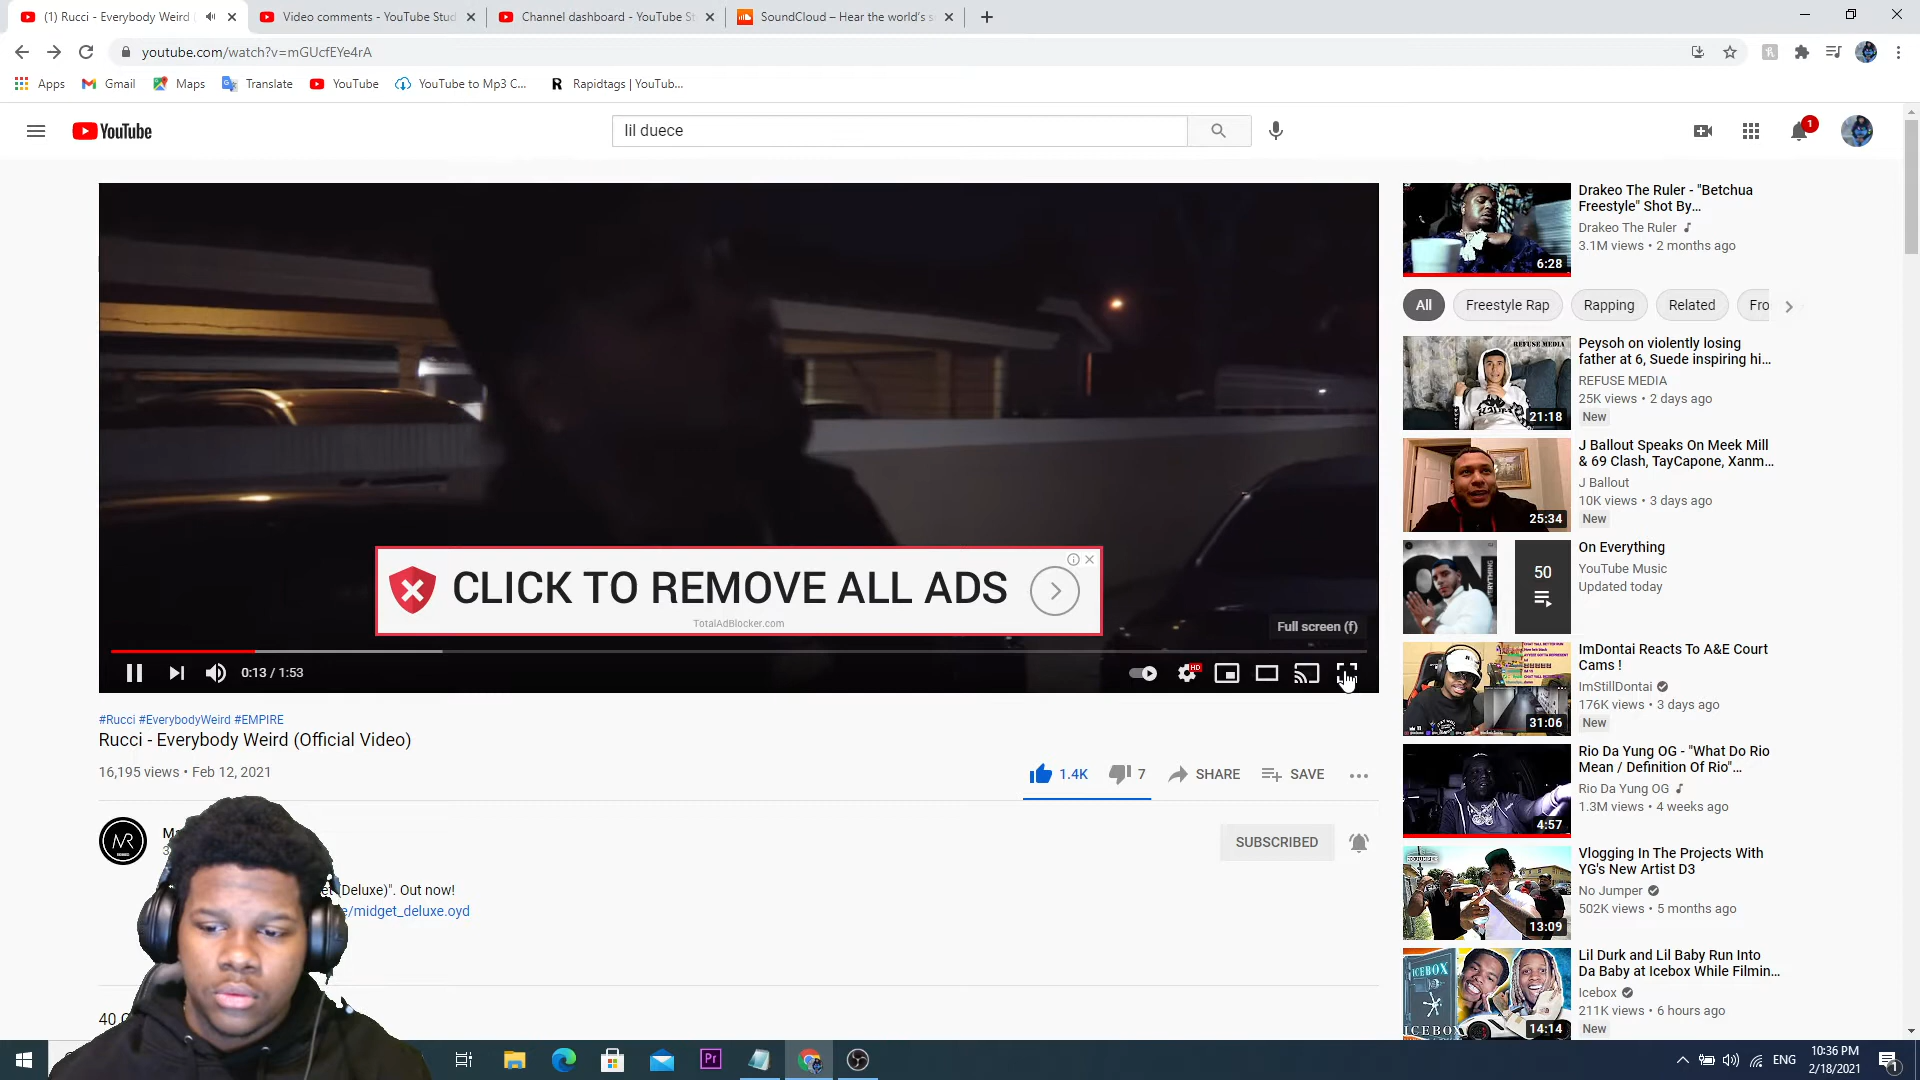 (1) Rucci - Everybody Weird
Video comments - YouTube Stud
Channel dashboard - YouTube St
SoundCloud – Hear the world's s
youtube.com/watch?v=mGUcfEYe4rA
Apps
Gmail
Maps
Translate
YouTube
YouTube to Mp3 C...
Rapidtags | YouTub...
YouTube
lil duece
1
CLICK TO REMOVE ALL ADS
TotalAdBlocker.com
Full screen (f)
0:13 / 1:53
HD
#Rucci #EverybodyWeird #EMPIRE
Rucci - Everybody Weird (Official Video)
16,195 views • Feb 12, 2021
1.4K
7
SHARE
SAVE
SUBSCRIBED
(Deluxe)". Out now!
e/midget_deluxe.oyd
40
Drakeo The Ruler - "Betchua
Freestyle" Shot By...
Drakeo The Ruler
3.1M views • 2 months ago
6:28
All
Freestyle Rap
Rapping
Related
Fro
Peysoh on violently losing
father at 6, Suede inspiring hi...
REFUSE MEDIA
25K views • 2 days ago
New
REFUSE MEDIA
21:18
J Ballout Speaks On Meek Mill
& 69 Clash, TayCapone, Xanm...
J Ballout
10K views • 3 days ago
New
25:34
On Everything
YouTube Music
Updated today
50
ImDontai Reacts To A&E Court
Cams !
ImStillDontai
176K views • 3 days ago
New
31:06
Rio Da Yung OG - "What Do Rio
Mean / Definition Of Rio"...
Rio Da Yung OG
1.3M views • 4 weeks ago
4:57
Vlogging In The Projects With
YG's New Artist D3
No Jumper
502K views • 5 months ago
NOJUMPER
13:09
Lil Durk and Lil Baby Run Into
Da Baby at Icebox While Filmin...
Icebox
211K views • 6 hours ago
New
ICEBOX
ICEBOX
14:14
Pr
ENG
10:36 PM
2/18/2021
1